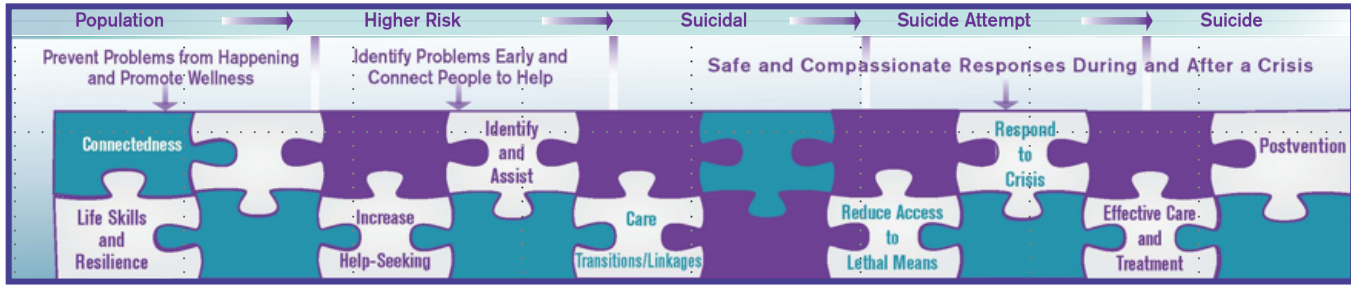 Population
Higher Risk
Suicidal
Suicide Attempt
Suicide
Prevent Problems from Happening
and Promote Wellness
Identify Problems Early and
Connect People to Help
Safe and Compassionate Responses During and After a Crisis
Connectedness
Life Skills
and
Resilience
Increase
Help-Seeking
Identify
and
Assist
Care
Transitions/Linkages
Reduce Access
to
Lethal Means
Respond
to
Crisis
Effective Care
and
Treatment
Postvention